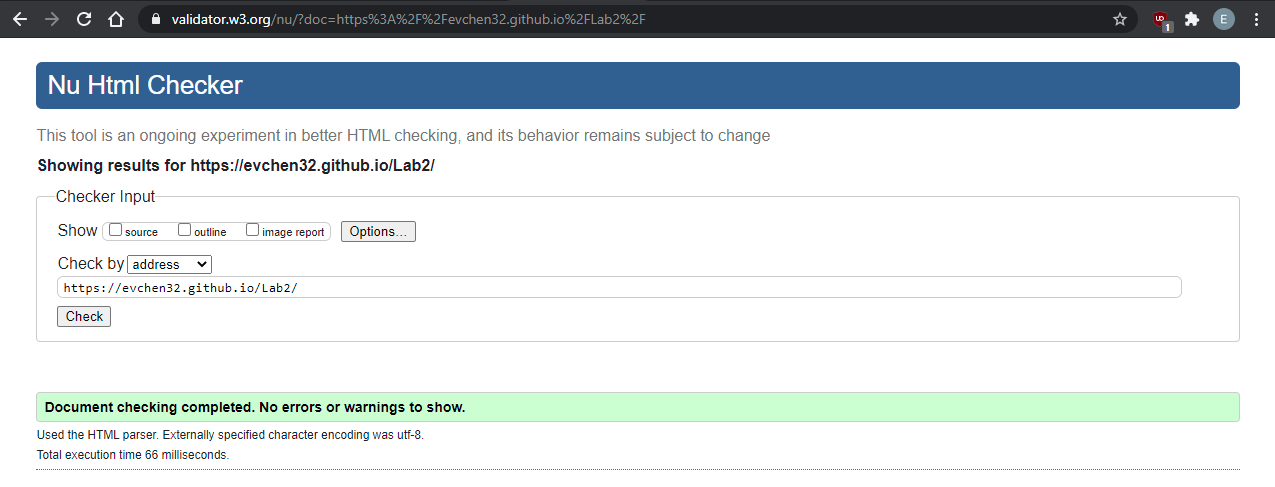 validator.w3.org/nu/?doc=https%3A%2F%2Fevchen32.github.io%2FLab2%2F
1
E
Nu Html Checker
This tool is an ongoing experiment in better HTML checking, and its behavior remains subject to change
Showing results for https://evchen32.github.io/Lab2/
Checker Input
Show source outline image report Options...
Check by address
https://evchen32.github.io/Lab2/
Check
Document checking completed. No errors or warnings to show.
Used the HTML parser. Externally specified character encoding was utf-8.
Total execution time 66 milliseconds.